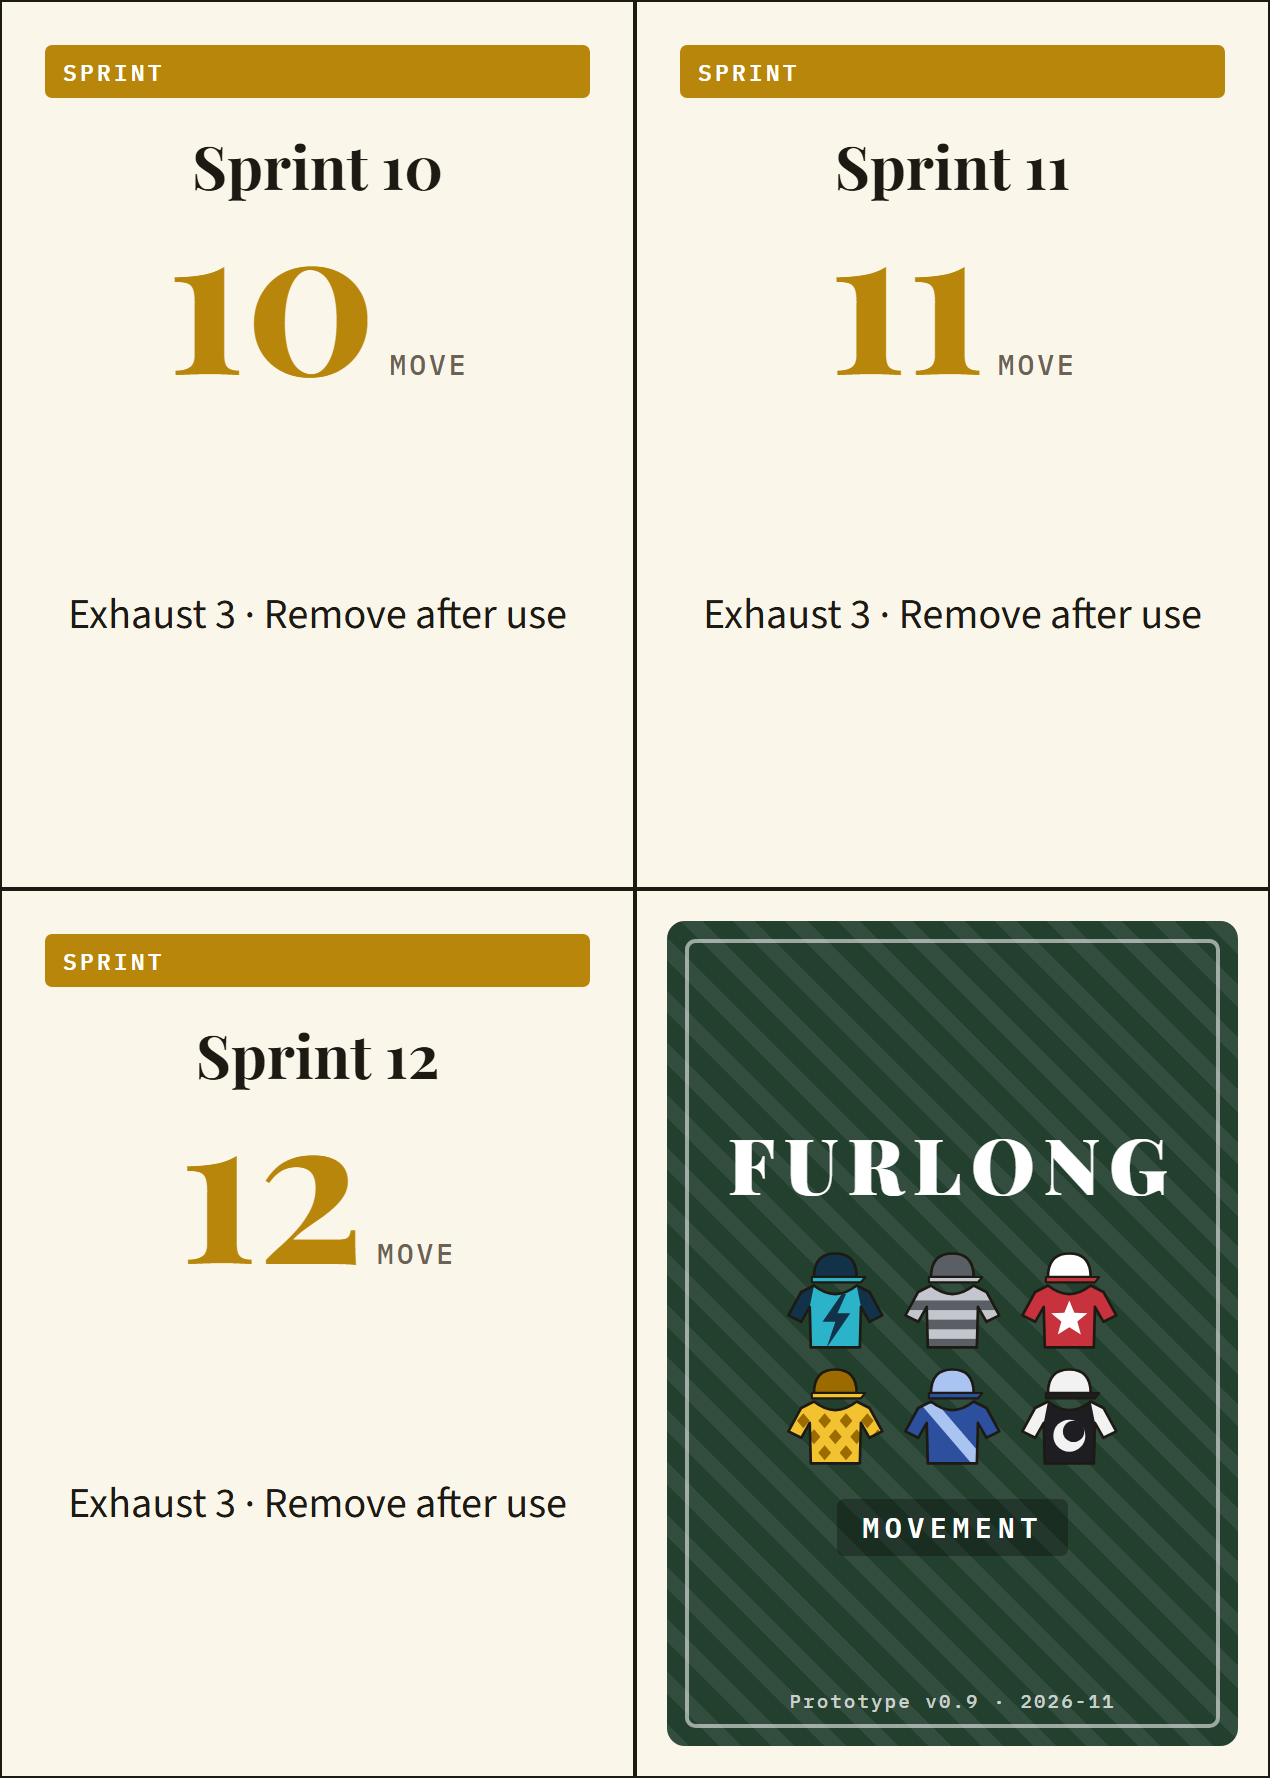 SPRINT
Sprint 10
10 MOVE
Exhaust 3 · Remove after use
SPRINT
Sprint 11
11 MOVE
Exhaust 3 · Remove after use
SPRINT
Sprint 12
12 MOVE
Exhaust 3 · Remove after use
FURLONG
MOVEMENT
Prototype v0.9 · 2026-11